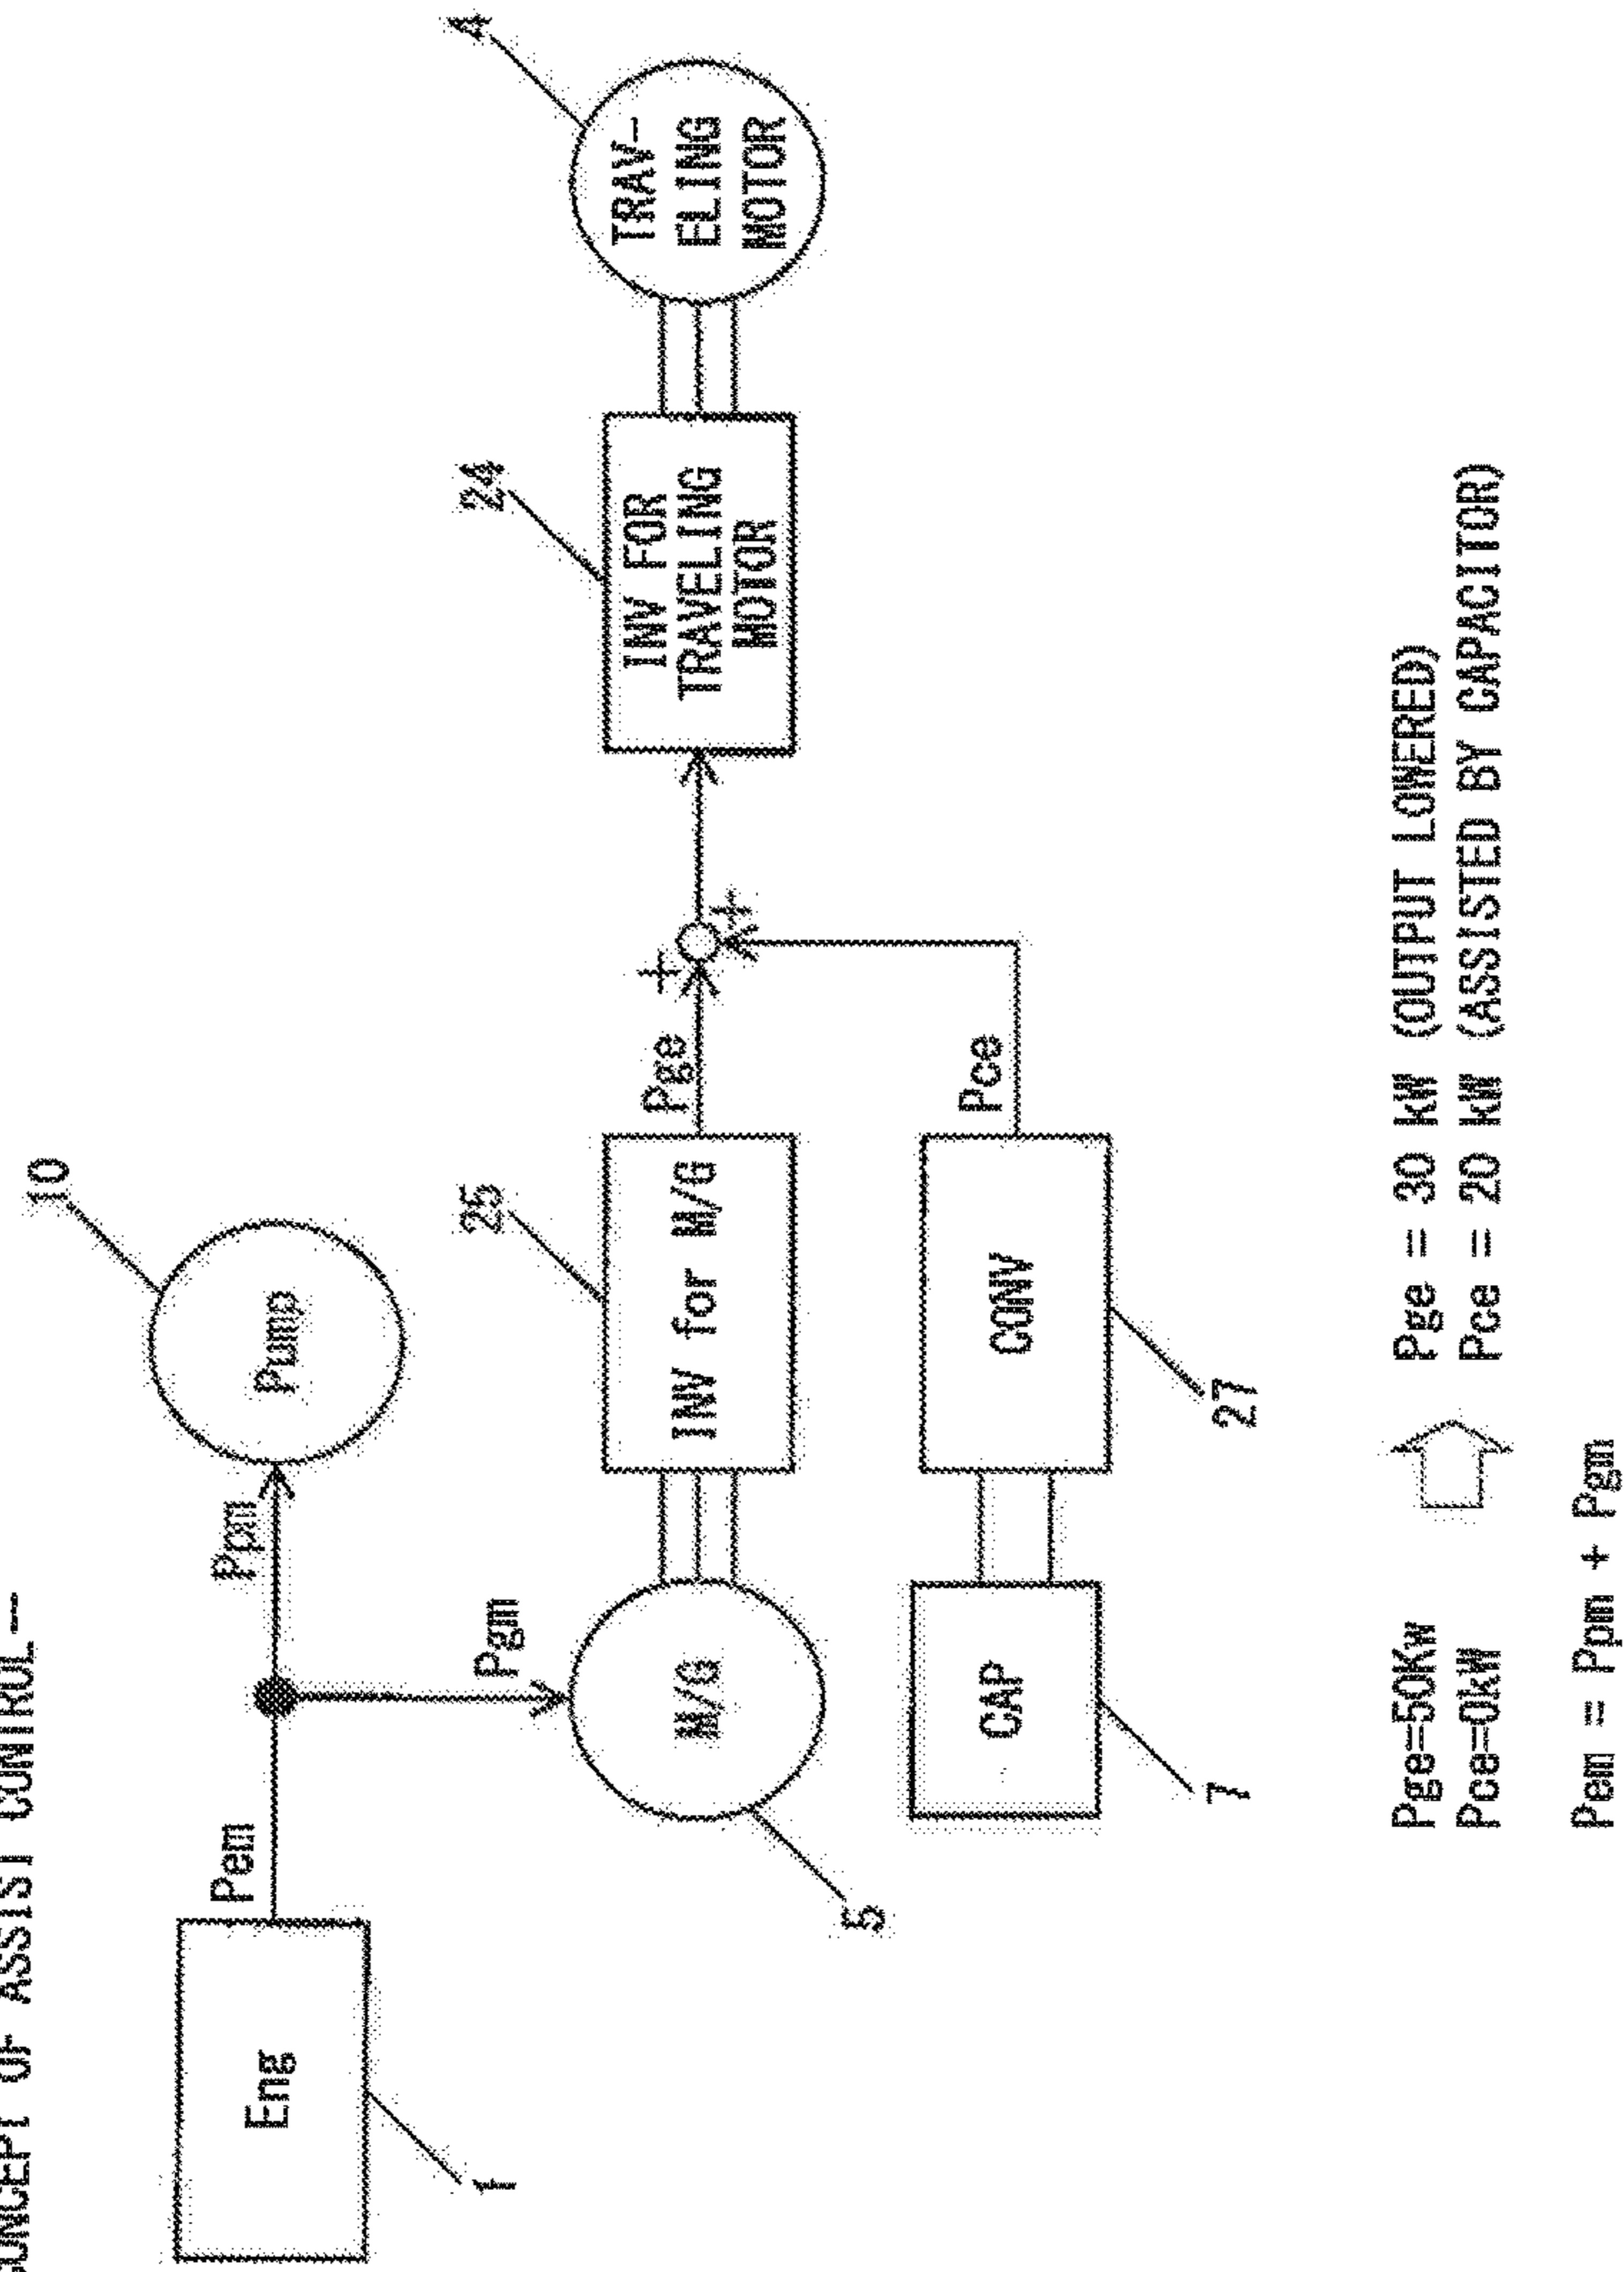 CONCEPT OF ASSIST CONTROL—
10
Pem
Ppm
Eng
Pump
1
Pgm
25
24
4
Pge
+
+
M/G
INV for M/G
INV FOR
TRAVELING
MOTOR
TRAV-
ELING
MOTOR
5
Pce
CAP
CONV
7
27
Pge=50Kw
Pge = 30 kW (OUTPUT LOWERED)
Pce=0kW
Pce = 20 kW (ASSISTED BY CAPACITOR)
Pem = Ppm + Pgm